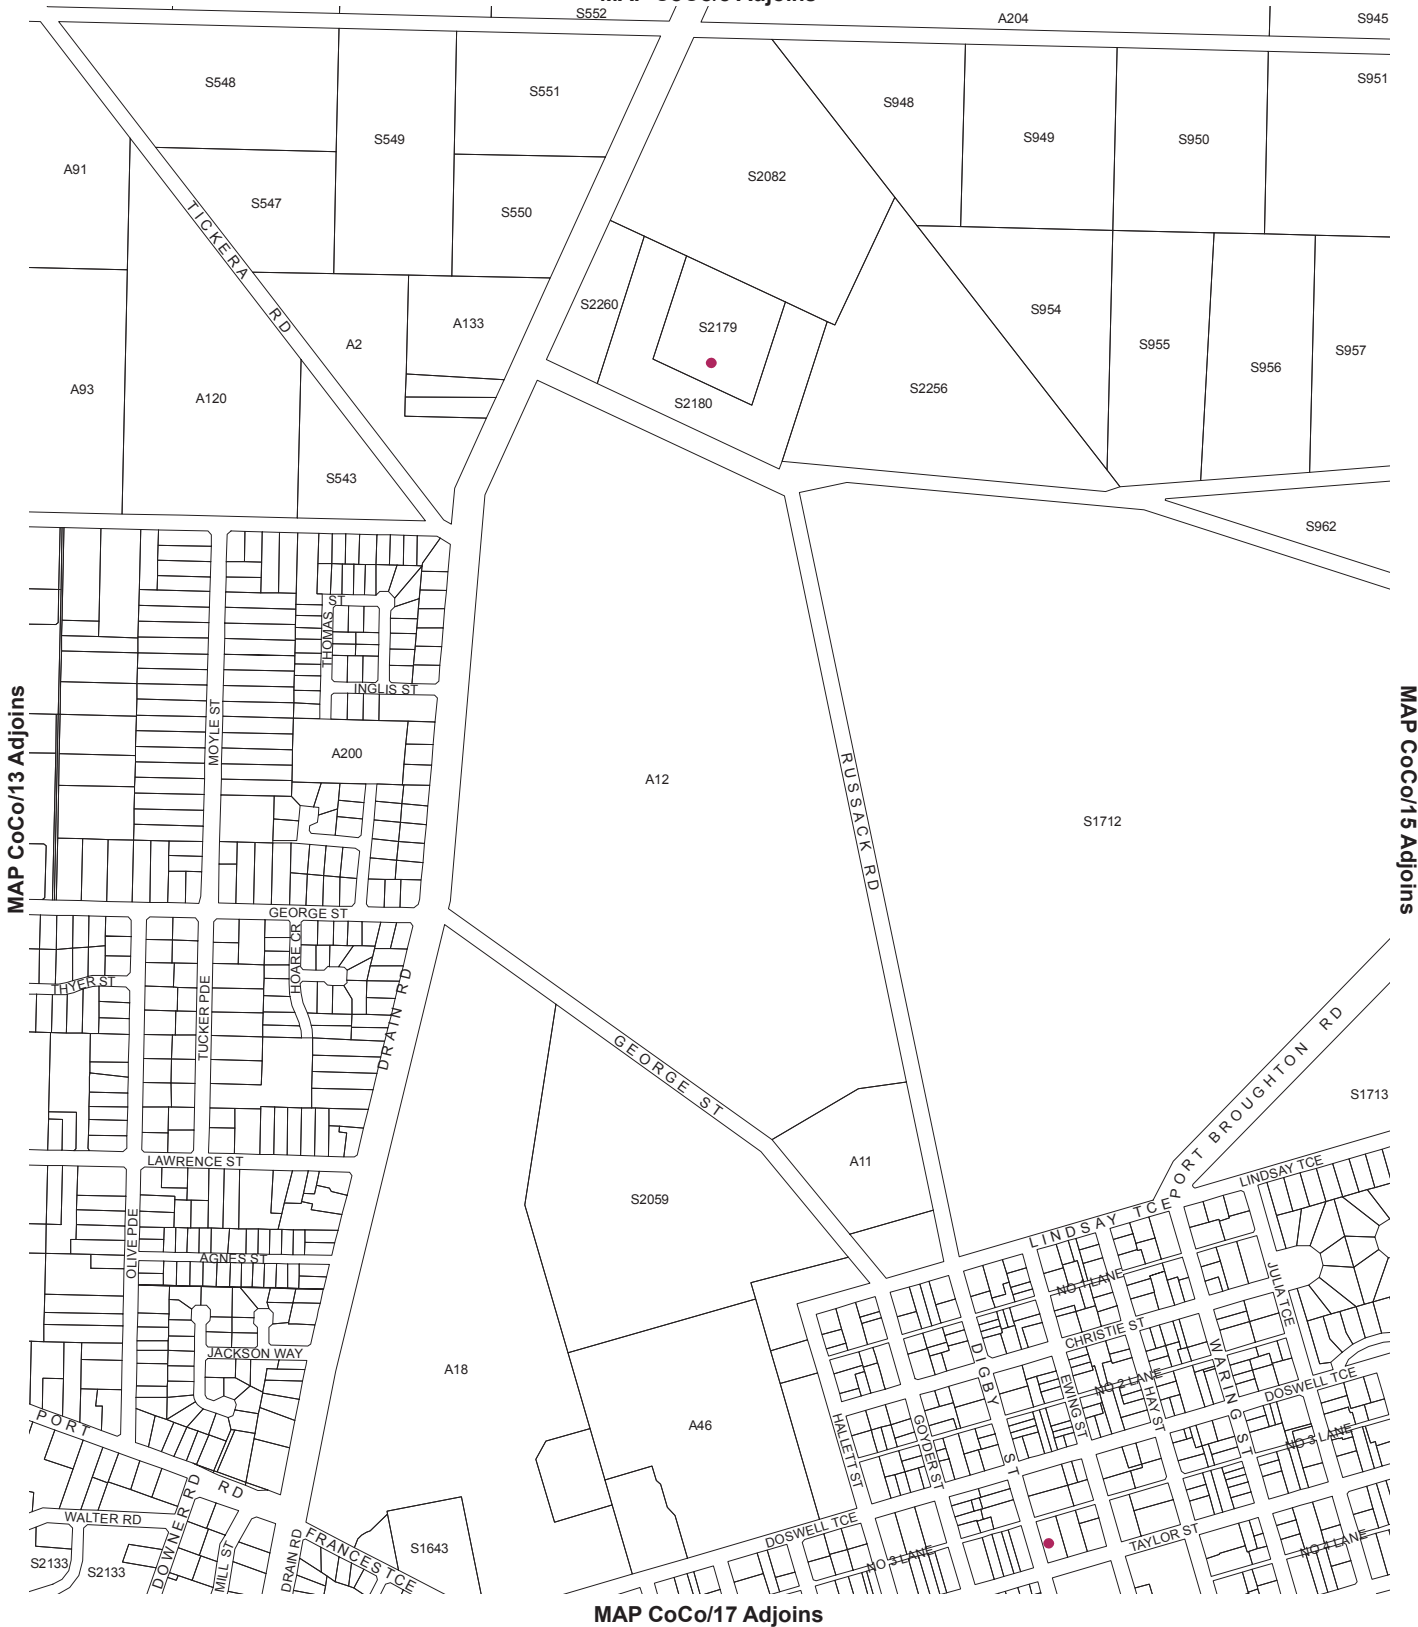 S552
A204
S945
S548
S551
S951
S948
S549
S949
S950
A91
S2082
S547
S550
TICKERA RD
S2260
S954
A133
S2179
A2
S955
S957
S956
A93
A120
S2180
S2256
S543
S962
THOMAS ST
INGLIS ST
MOYLE ST
A200
A12
RUSSACK RD
S1712
MAP CoCo/13 Adjoins
MAP CoCo/15 Adjoins
GEORGE ST
HOARE CR
THYER ST
TUCKER PDE
DRAIN RD
GEORGE ST
PORT BROUGHTON RD
S1713
LAWRENCE ST
A11
LINDSAY TCE
S2059
LINDSAY TCE
OLIVE PDE
AGNES ST
NO 1 LANE
JULIA TCE
CHRISTIE ST
JACKSON WAY
A18
DIGBY ST
EWING ST
NO 2 LANE
HAY ST
WARING ST
DOSWELL TCE
PORT RD
A46
HALLETT ST
GOYDER ST
NO 3 LANE
DOWNER RD
WALTER RD
DOSWELL TCE
TAYLOR ST
NO 4 LANE
S2133
S2133
MILL ST
DRAIN RD
FRANCES TCE
S1643
NO 3 LANE
MAP CoCo/17 Adjoins